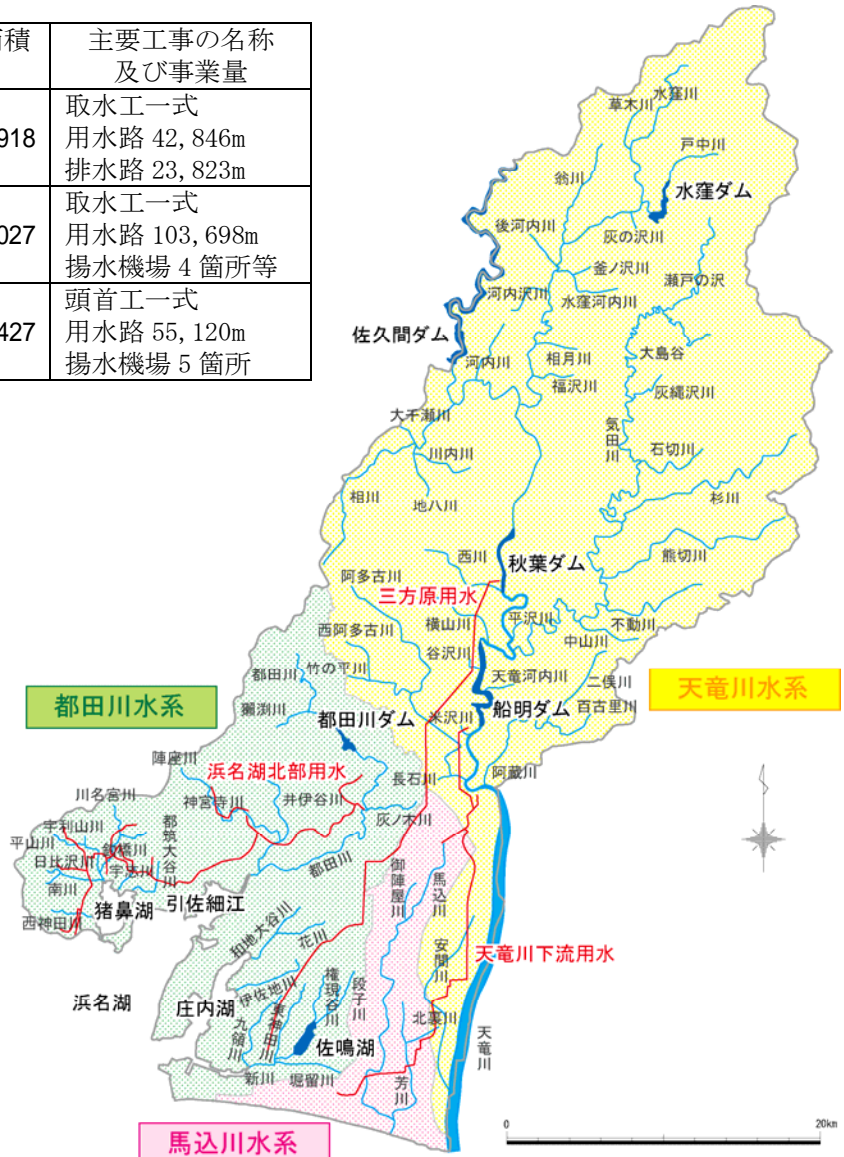 面積
主要工事の名称
及び事業量
918
取水工一式
用水路 42,846m
排水路 23,823m
027
取水工一式
用水路 103,698m
揚水機場 4 箇所等
427
頭首工一式
用水路 55,120m
揚水機場 5 箇所
草木川
水窪川
戸中川
翁川
水窪ダム
後河内川
灰の沢川
釜ノ沢川
瀬戸の沢
河内沢川
水窪河内川
佐久間ダム
河内川
相月川
大島谷
福沢川
灰縄沢川
大千瀬川
気田川
川内川
石切川
相川
地八川
杉川
西川
秋葉ダム
熊切川
阿多古川
三方原用水
西阿多古川
横山川
平沢川
不動川
中山川
谷沢川
都田川
竹の平川
天竜河内川
二俣川
天竜川水系
都田川水系
獺渕川
都田川ダム
米沢川
船明ダム
百古里川
陣座川
浜名湖北部用水
長石川
阿蔵川
川名宮川
神宮寺川
井伊谷川
灰ノ木川
宇利山川
平山川
釣橋川
都筑大谷川
日比沢川
宇志川
都田川
御陣屋川
馬込川
南川
猪鼻湖
引佐細江
西神田川
和地大谷川
花川
安間川
天竜川下流用水
浜名湖
庄内湖
伊佐地川
権現谷川
段子川
九領川
東神田川
佐鳴湖
北裏川
天竜川
新川
堀留川
芳川
馬込川水系
0
20km